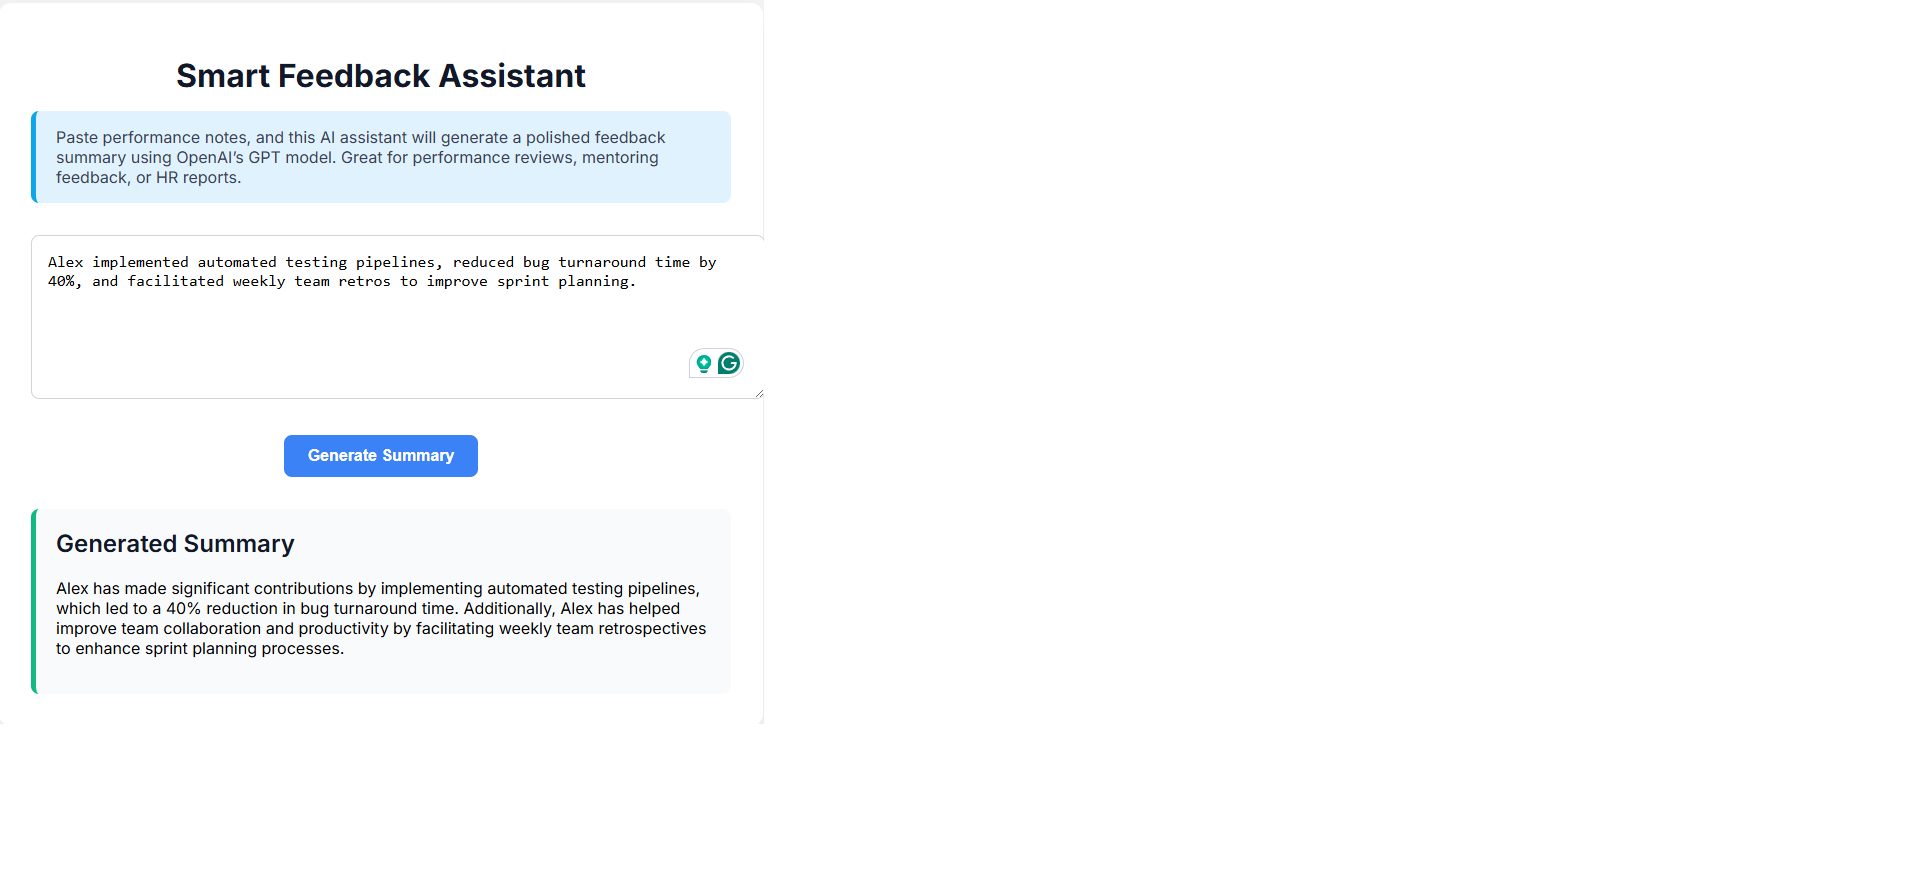 Smart Feedback Assistant
Paste performance notes, and this AI assistant will generate a polished feedback
summary using OpenAI’s GPT model. Great for performance reviews, mentoring
feedback, or HR reports.
Alex implemented automated testing pipelines, reduced bug turnaround time by
40%, and facilitated weekly team retros to improve sprint planning.
Generate Summary
Generated Summary
Alex has made significant contributions by implementing automated testing pipelines,
which led to a 40% reduction in bug turnaround time. Additionally, Alex has helped
improve team collaboration and productivity by facilitating weekly team retrospectives
to enhance sprint planning processes.